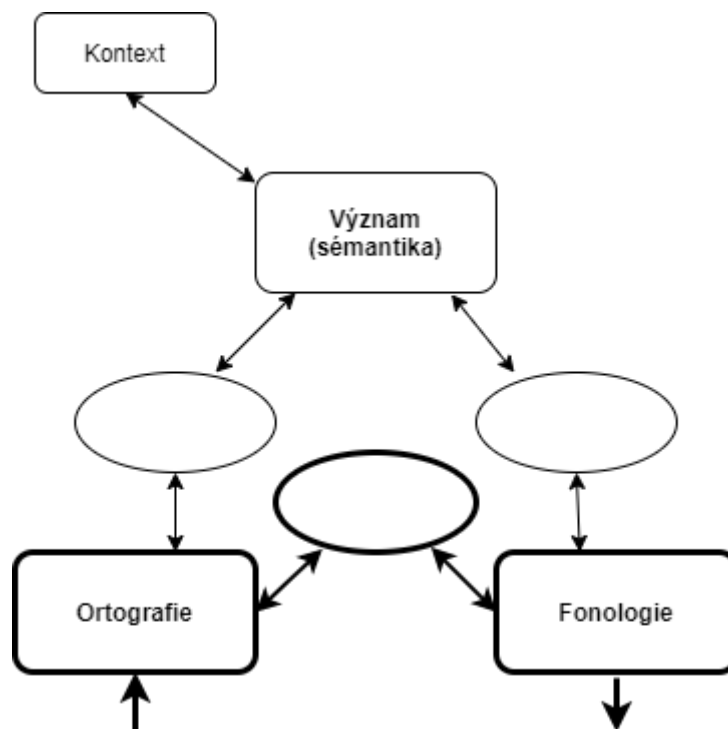 Kontext
Význam
(sémantika)
Ortografie
Fonologie